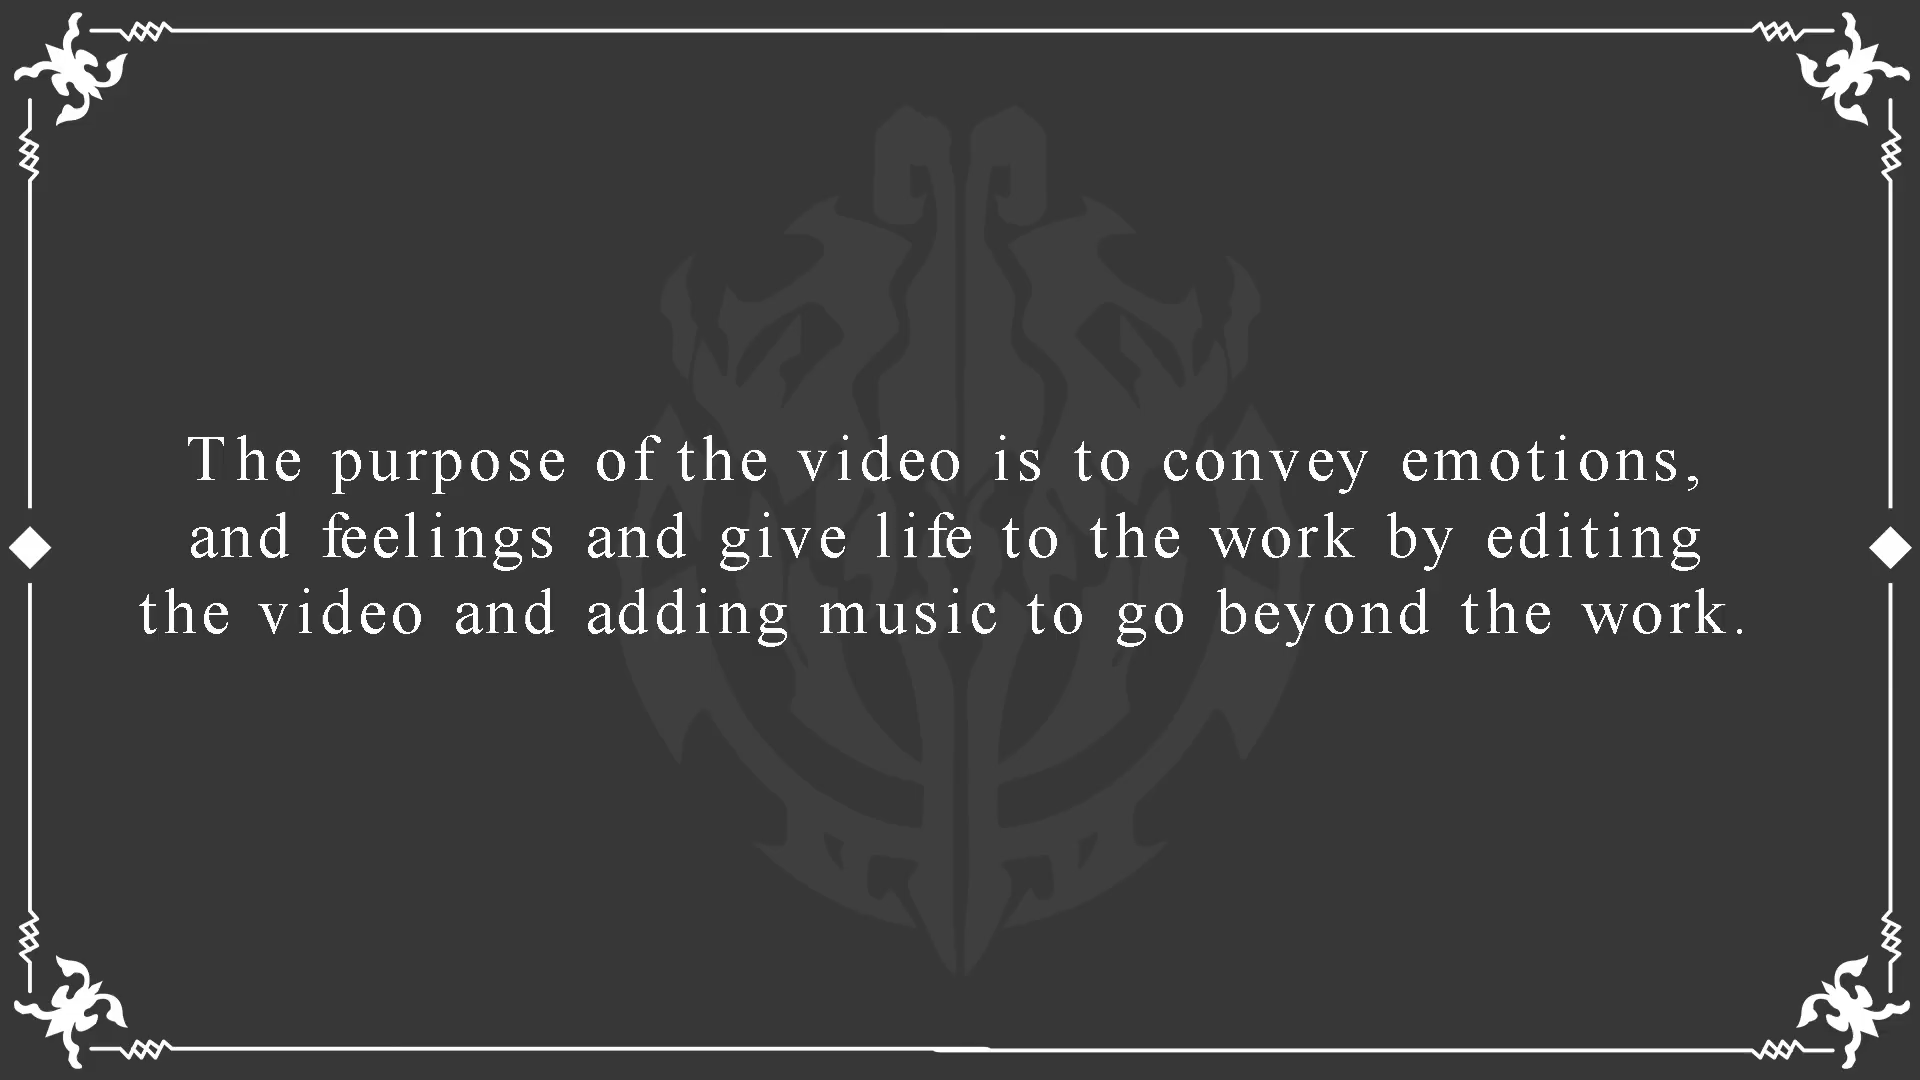 The purpose of the video is to convey emotions,
and feelings and give life to the work by editing
the video and adding music to go beyond the work.